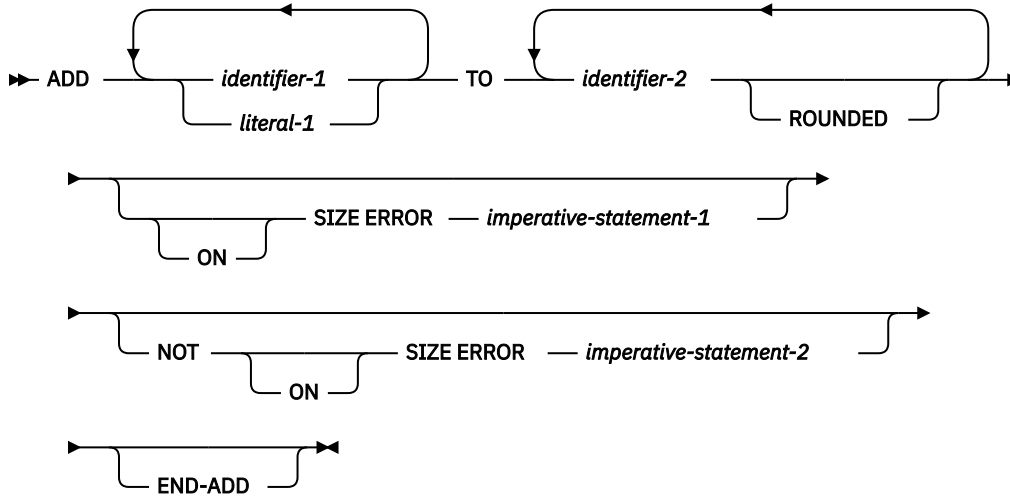 ADD identifier-1 TO identifier-2
literal-1 ROUNDED
SIZE ERROR imperative-statement-1
ON
NOT SIZE ERROR imperative-statement-2
ON
END-ADD